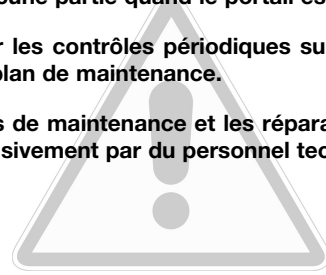 une partie quand le portail es
r les contrôles périodiques su
plan de maintenance.
s de maintenance et les répara
sivement par du personnel tec